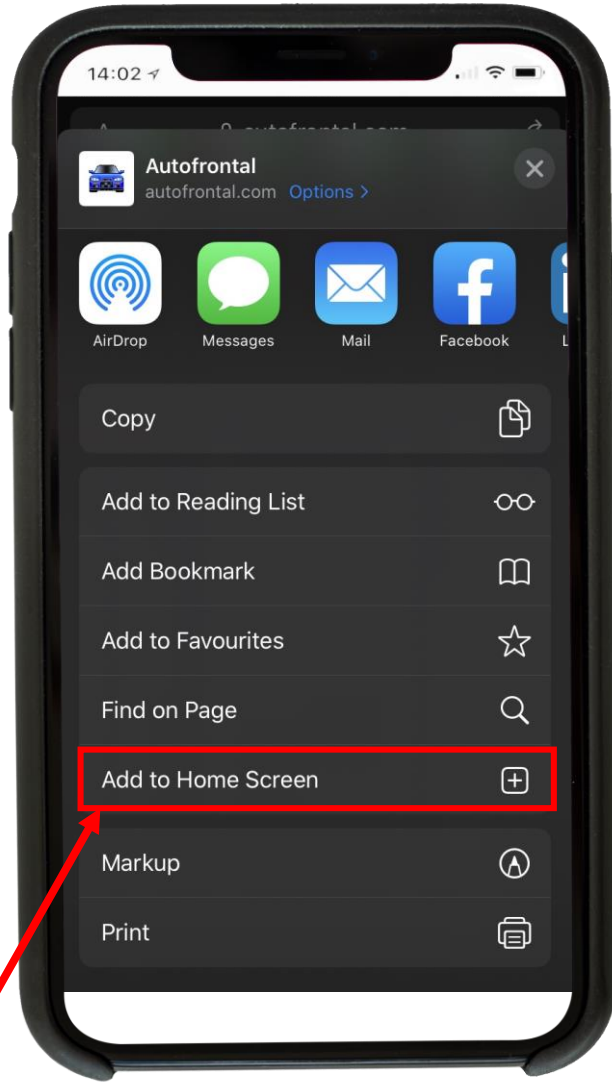 14:02
Autofrontal
autofrontal.com Options >
AirDrop
Messages
Mail
Facebook
Copy
Add to Reading List
Add Bookmark
Add to Favourites
Find on Page
Add to Home Screen
Markup
Print